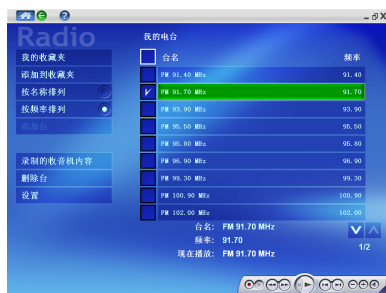 Radio
我的电台
我的收藏夹
添加到收藏夹
按名称排列
按频率排列
添加台
录制的收音机内容
删除台
设置
台名 频率
FM 91.40 MHz 91.40
FM 91.70 MHz 91.70
FM 93.90 MHz 93.90
FM 95.50 MHz 95.50
FM 95.80 MHz 95.80
FM 96.90 MHz 96.90
FM 99.30 MHz 99.30
FM 100.90 MHz 100.90
FM 102.00 MHz 102.00
台名: FM 91.70 MHz
频率: 91.70
现在播放: FM 91.70 MHz
1/2